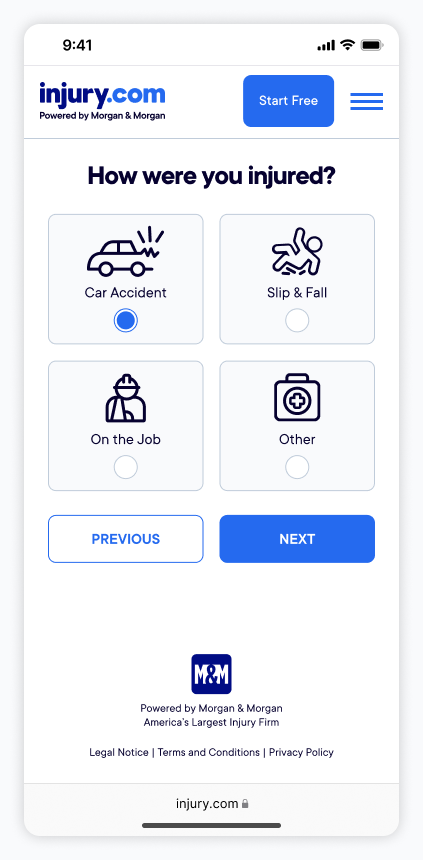 9:41
injury.com
Powered by Morgan & Morgan
Start Free
How were you injured?
Car Accident
Slip & Fall
On the Job
Other
PREVIOUS
NEXT
M&M
Powered by Morgan & Morgan
America's Largest Injury Firm
Legal Notice | Terms and Conditions | Privacy Policy
injury.com